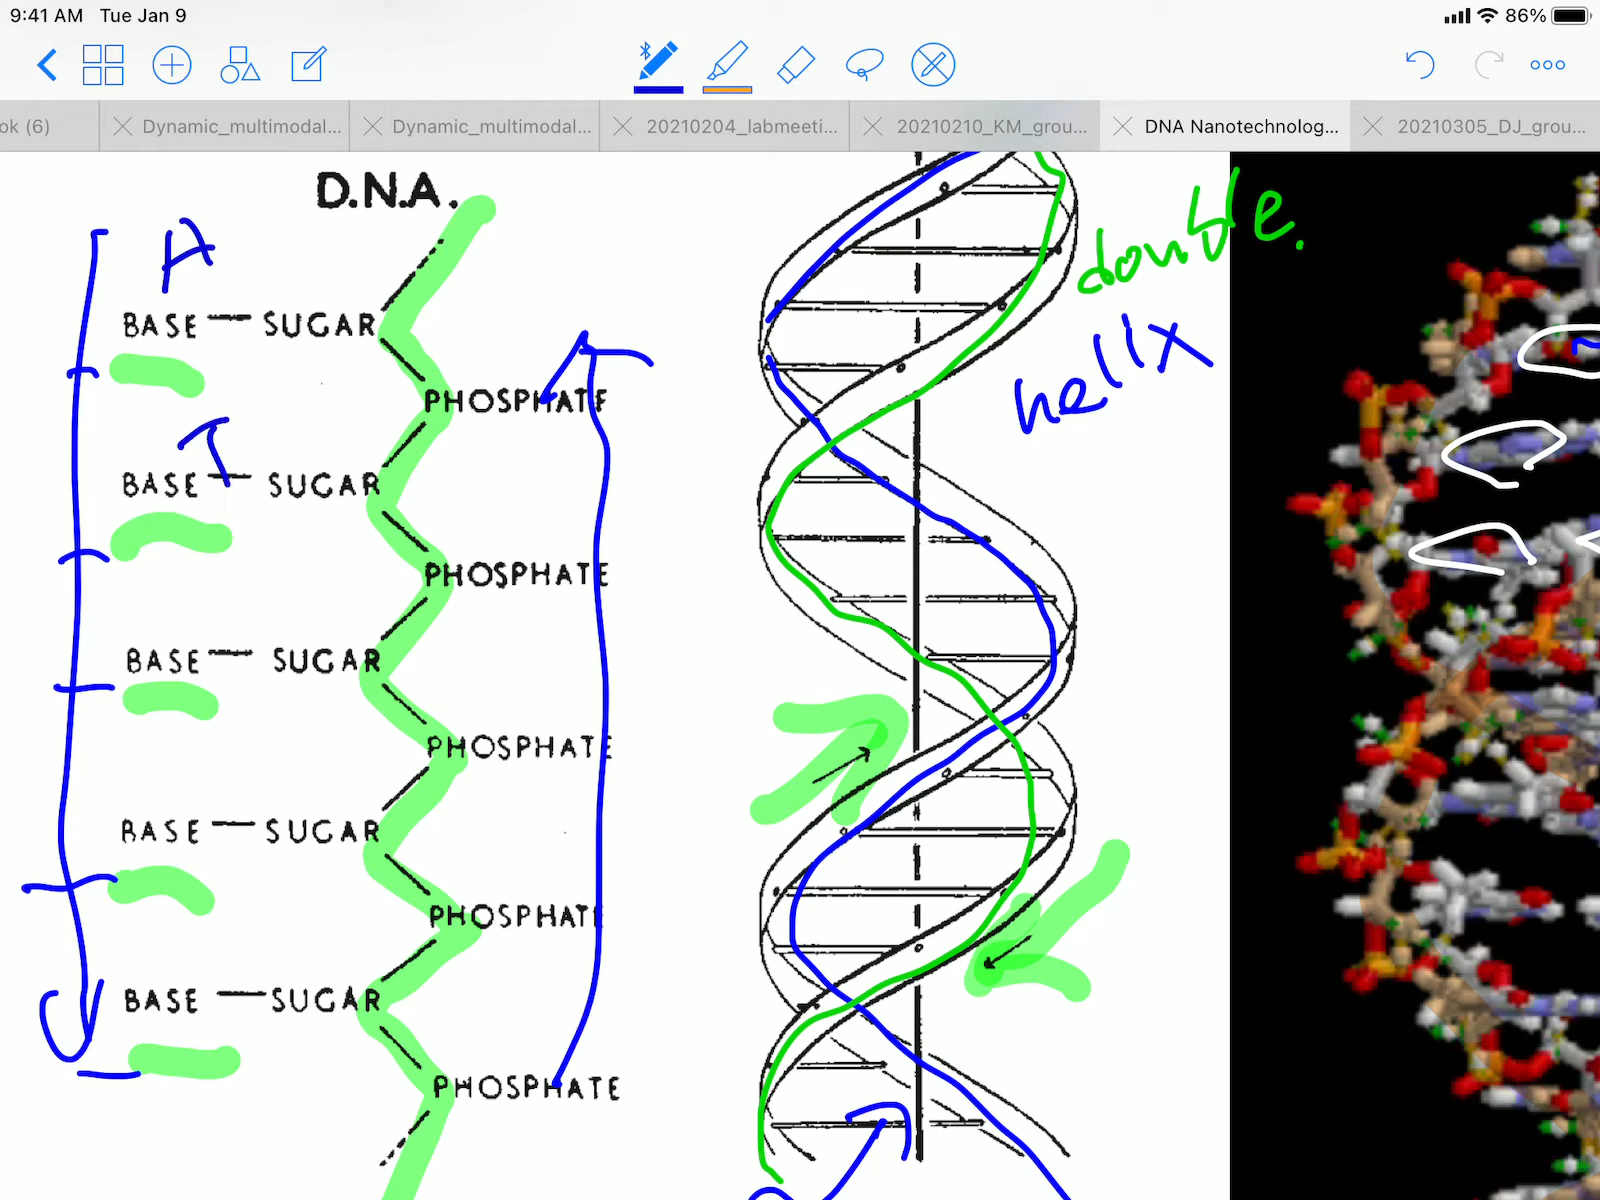 9:41 AM Tue Jan 9
86%
ok (6)
Dynamic_multimodal...
Dynamic_multimodal...
20210204_labmeeti...
20210210_KM_grou...
DNA Nanotechnolog...
20210305_DJ_grou...
D.N.A.
A
BASE — SUGAR
PHOSPHATE
T
BASE — SUGAR
PHOSPHATE
BASE — SUGAR
PHOSPHATE
BASE — SUGAR
PHOSPHATE
BASE — SUGAR
PHOSPHATE
double.
helix